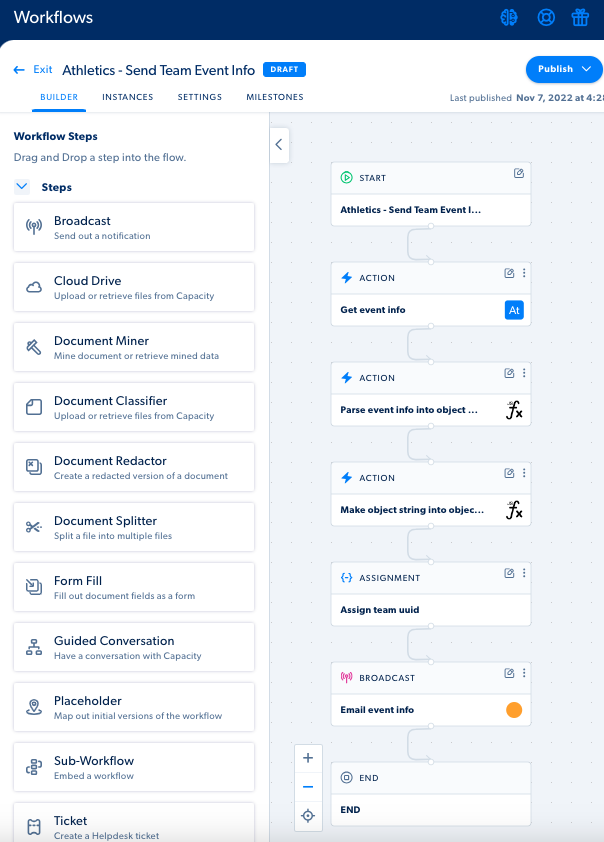 Workflows
Exit Athletics - Send Team Event Info DRAFT
Publish
BUILDER INSTANCES SETTINGS MILESTONES
Last published Nov 7, 2022 at 4:28
Workflow Steps
Drag and Drop a step into the flow.
Steps
Broadcast
Send out a notification
Cloud Drive
Upload or retrieve files from Capacity
Document Miner
Mine document or retrieve mined data
Document Classifier
Upload or retrieve files from Capacity
Document Redactor
Create a redacted version of a document
Document Splitter
Split a file into multiple files
Form Fill
Fill out document fields as a form
Guided Conversation
Have a conversation with Capacity
Placeholder
Map out initial versions of the workflow
Sub-Workflow
Embed a workflow
Ticket
Create a Helpdesk ticket
START
Athletics - Send Team Event I...
ACTION
Get event info
At
ACTION
Parse event info into object ...
fx
ACTION
Make object string into objec...
fx
ASSIGNMENT
Assign team uuid
BROADCAST
Email event info
END
END